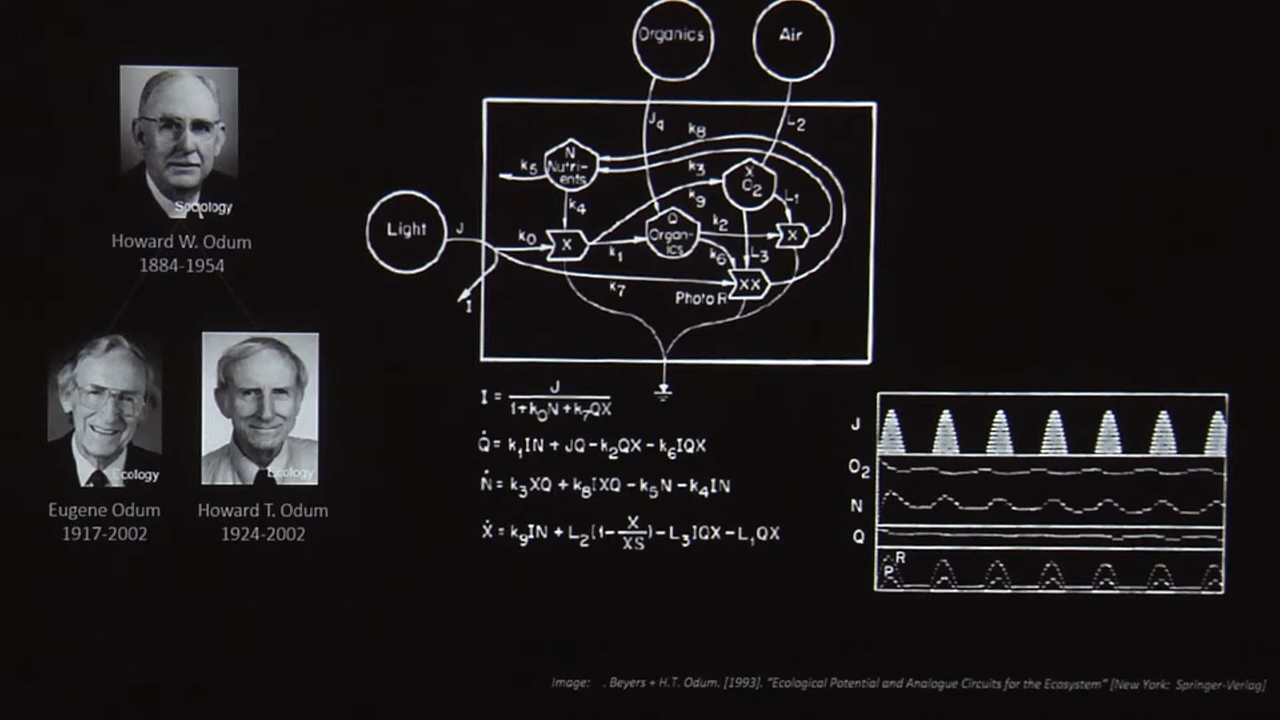 Organics
Air
J₄
k₈
L₂
N
Nutri-
ents
k₅
k₃
X
O₂
k₉
L₁
k₄
Q
Organ-
ics
k₂
Light
J
k₀
X
k₁
X
k₆
L₃
XX
k₇
Photo R
I
Sociology
Howard W. Odum
1884-1954
Ecology
Eugene Odum
1917-2002
Ecology
Howard T. Odum
1924-2002
I = J / 1+k₀N+k₇QX
Q̇ = k₁IN + JQ - k₂QX - k₆IQX
Ṅ = k₃XQ + k₈IXQ - k₅N - k₄IN
Ẋ = k₉IN + L₂(1 - X/XS) - L₃IQX - L₁QX
J
O₂
N
Q
R
P
Image: . Beyers + H.T. Odum. [1993]. "Ecological Potential and Analogue Circuits for the Ecosystem" [New York: Springer-Verlag]